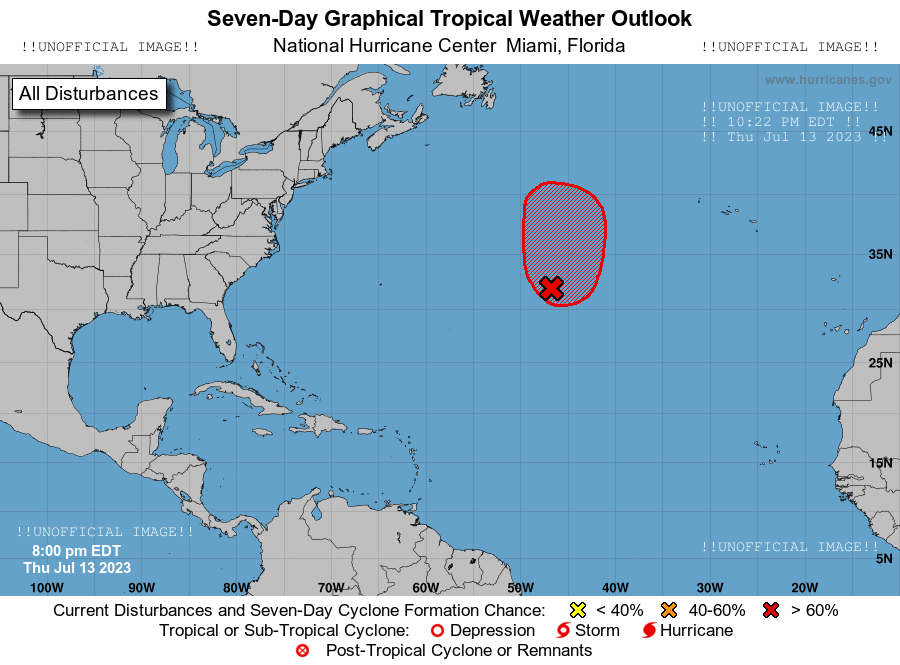 Seven-Day Graphical Tropical Weather Outlook
!!UNOFFICIAL IMAGE!! National Hurricane Center Miami, Florida !!UNOFFICIAL IMAGE!!
www.hurricanes.gov
All Disturbances
!!UNOFFICIAL IMAGE!!
!! 10:22 PM EDT !!
!! Thu Jul 13 2023 !!
45N
35N
25N
15N
!!UNOFFICIAL IMAGE!!
8:00 pm EDT
Thu Jul 13 2023
!!UNOFFICIAL IMAGE!!
5N
100W 90W 80W 70W 60W 50W 40W 30W 20W
Current Disturbances and Seven-Day Cyclone Formation Chance: < 40% 40-60% > 60%
Tropical or Sub-Tropical Cyclone: Depression Storm Hurricane
Post-Tropical Cyclone or Remnants